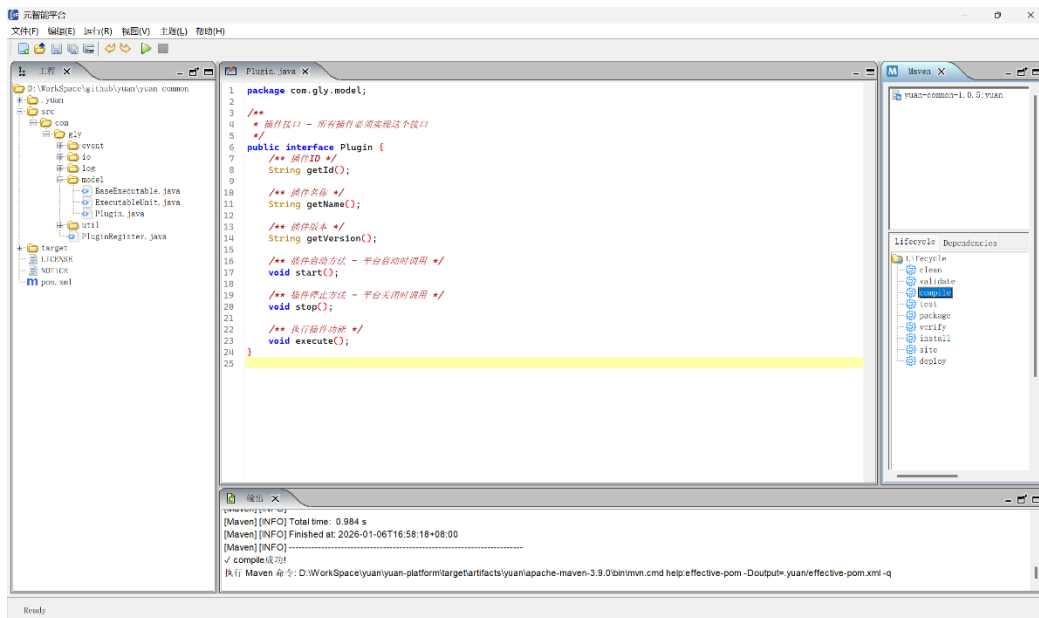 元智能平台
文件(F) 编辑(E) 运行(R) 视图(V) 主题(L) 帮助(H)
工程
D:\WorkSpace\github\yuan\yuan common
.yuan
src
com
gly
event
io
log
model
BaseExecutable.java
ExecutableUnit.java
Plugin.java
util
PluginRegister.java
target
LICENSE
NOTICE
pom.xml
Plugin.java
1 package com.gly.model;
2
3 /**
4 * 插件接口 - 所有插件必须实现这个接口
5 */
6 public interface Plugin {
7 /** 插件ID */
8 String getId();
9
10 /** 插件名称 */
11 String getName();
12
13 /** 插件版本 */
14 String getVersion();
15
16 /** 插件启动方法 - 平台启动时调用 */
17 void start();
18
19 /** 插件停止方法 - 平台关闭时调用 */
20 void stop();
21
22 /** 执行插件功能 */
23 void execute();
24 }
25
Maven
yuan-common-1.0.5:yuan
Lifecycle Dependencies
Lifecycle
clean
validate
compile
test
package
verify
install
site
deploy
输出
[Maven] [INFO]
[Maven] [INFO] Total time: 0.984 s
[Maven] [INFO] Finished at: 2026-01-06T16:58:18+08:00
[Maven] [INFO] ------------------------------------------------------------------------
✓ compile成功!
执行 Maven 命令: D:\WorkSpace\yuan\yuan-platform\target\artifacts\yuan\apache-maven-3.9.0\bin\mvn.cmd help:effective-pom -Doutput=.yuan/effective-pom.xml -q
Ready